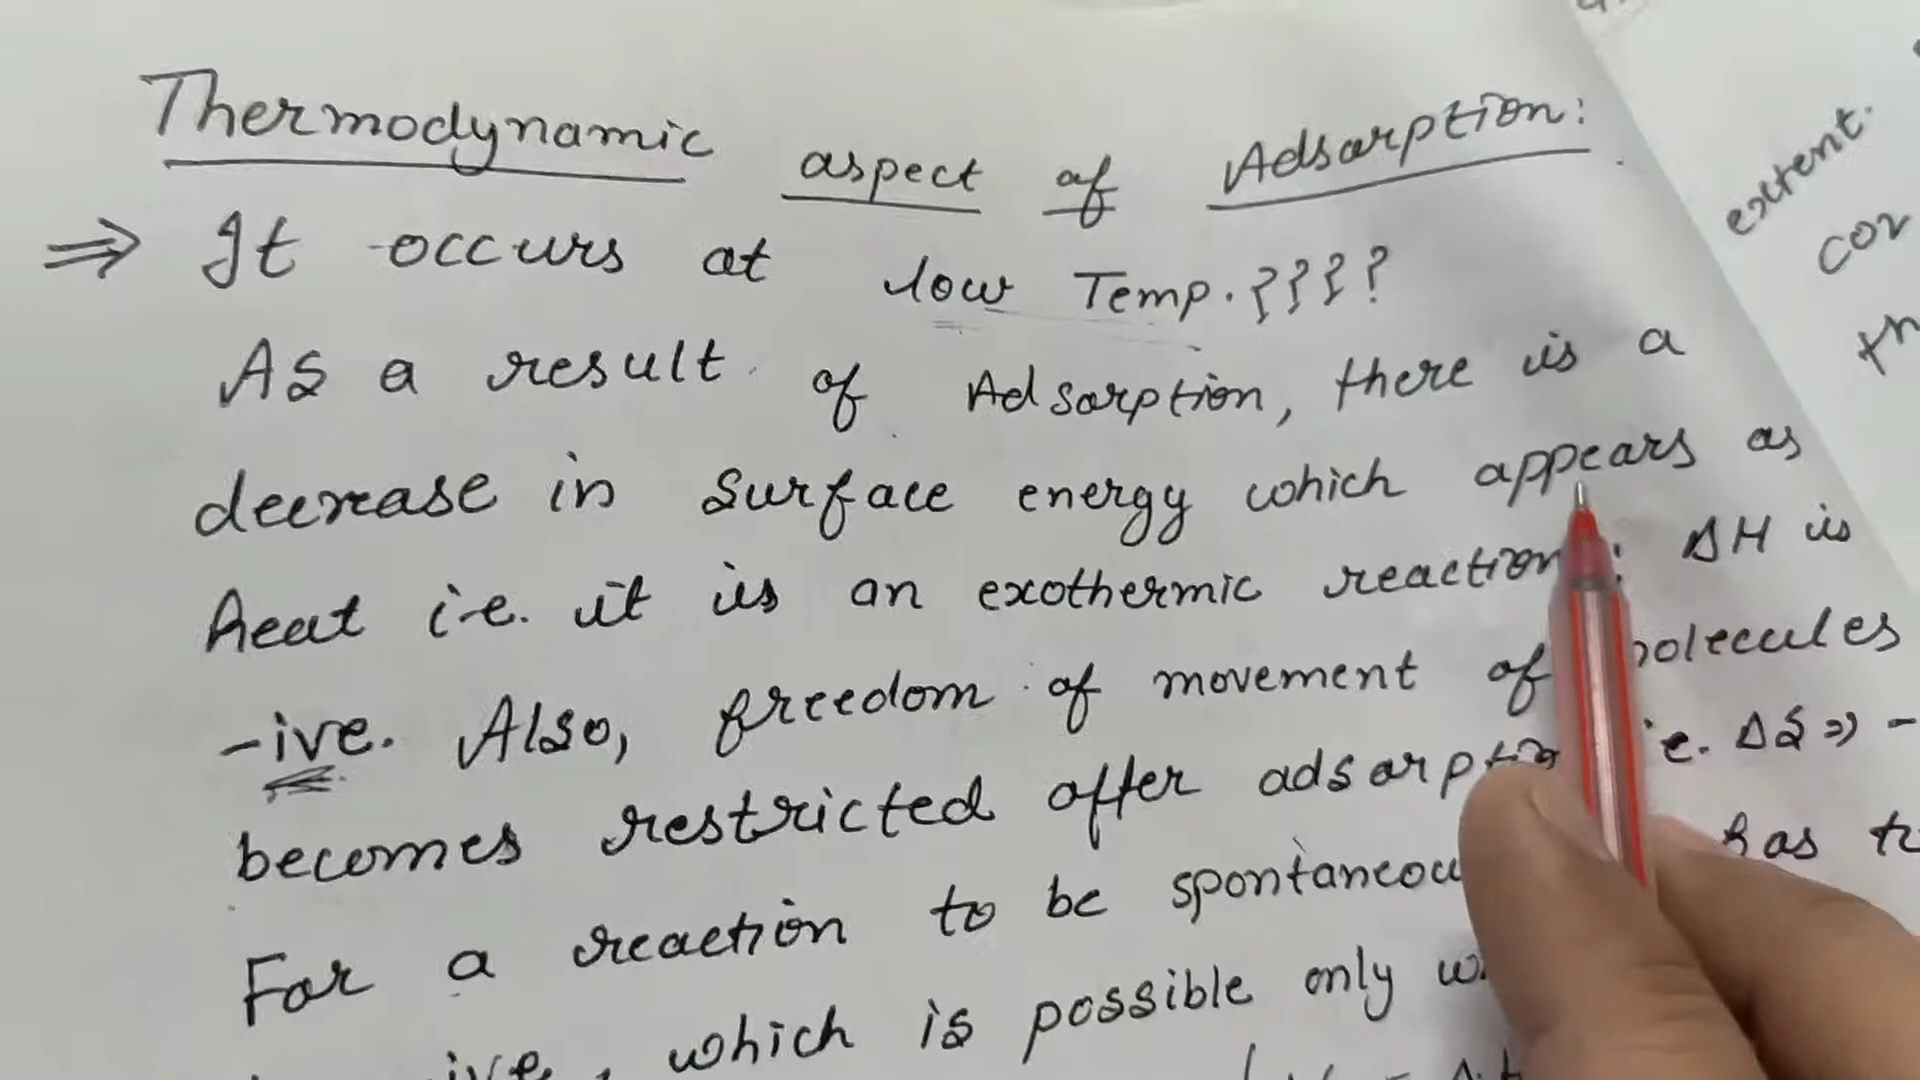 Thermodynamic aspect of Adsorption:
⇒ It occurs at low Temp. ????
As a result of Adsorption, there is a
decrease in surface energy which appears as
heat i.e. it is an exothermic reaction: ΔH is
-ive. Also, freedom of movement of molecules
becomes restricted after adsorption i.e. ΔS ⇒ -
For a reaction to be spontaneous has
-ive, which is possible only
extent.